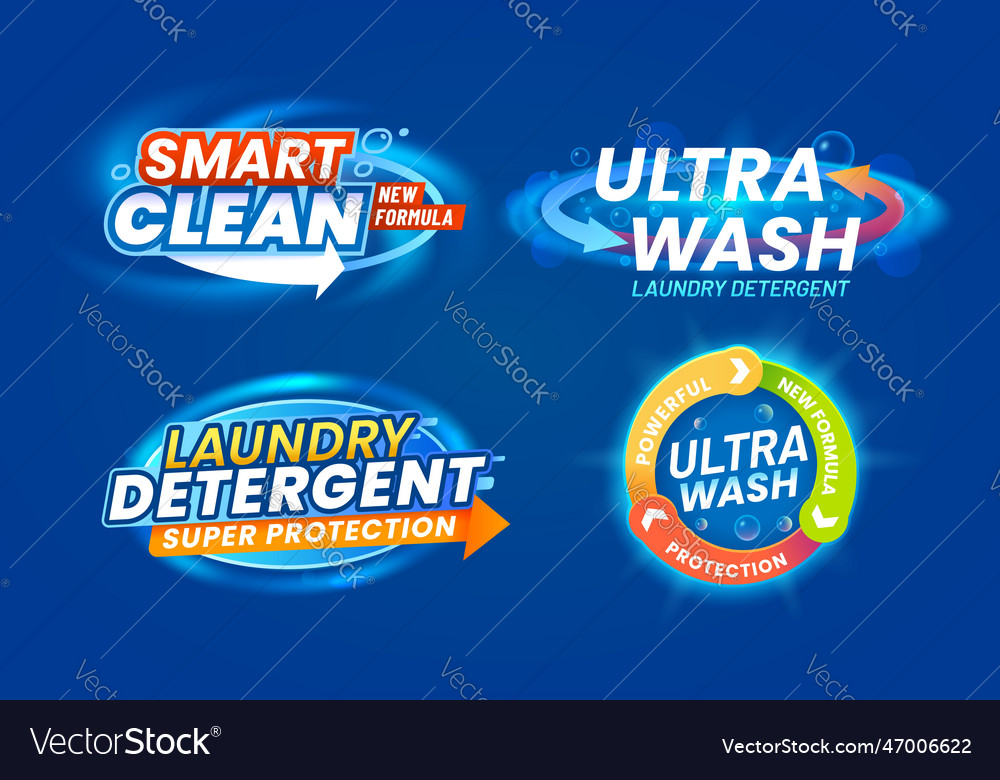 SMART
CLEAN
NEW
FORMULA
ULTRA
WASH
LAUNDRY DETERGENT
LAUNDRY
DETERGENT
SUPER PROTECTION
POWERFUL
NEW FORMULA
ULTRA
WASH
PROTECTION
VectorStock®
VectorStock.com/47006622